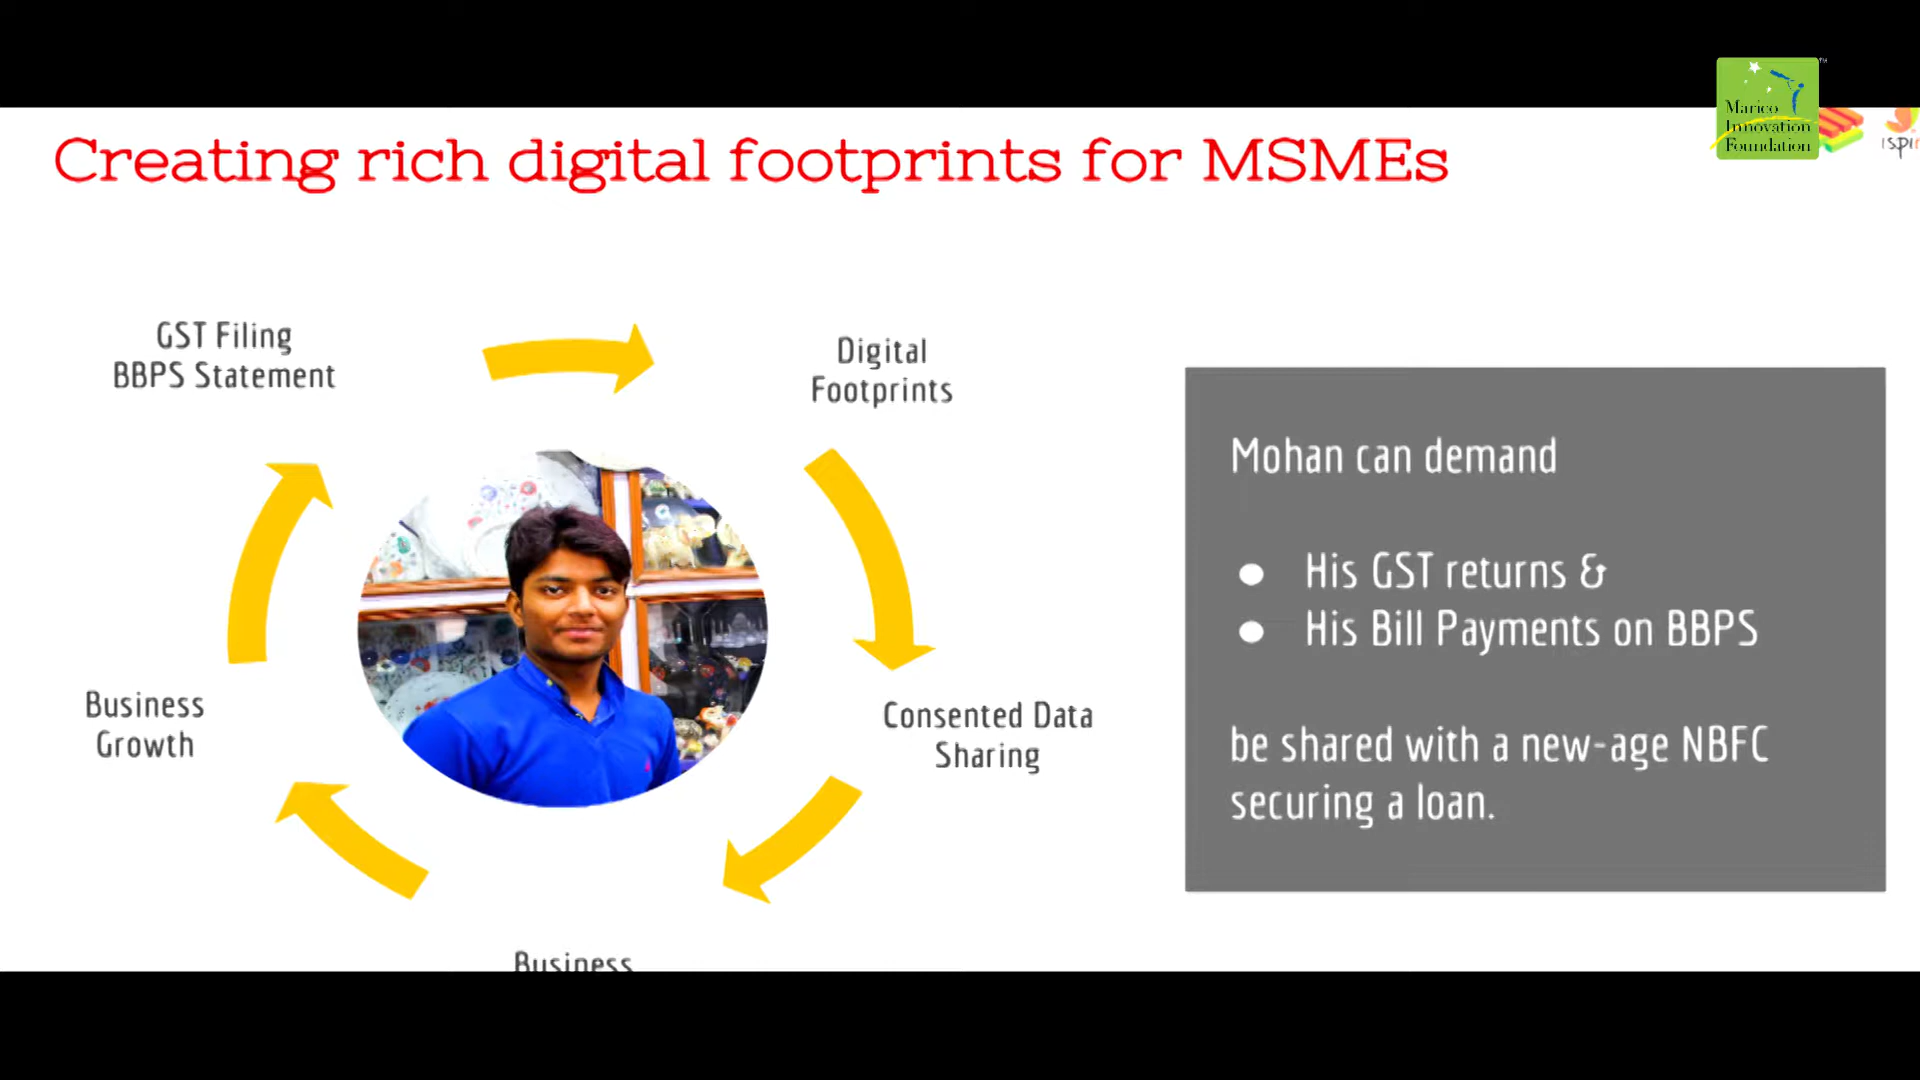 Marico
Innovation
Foundation
Creating rich digital footprints for MSMEs
GST Filing
BBPS Statement
Digital
Footprints
Consented Data
Sharing
Business
Business
Growth
Mohan can demand
● His GST returns &
● His Bill Payments on BBPS
be shared with a new-age NBFC
securing a loan.